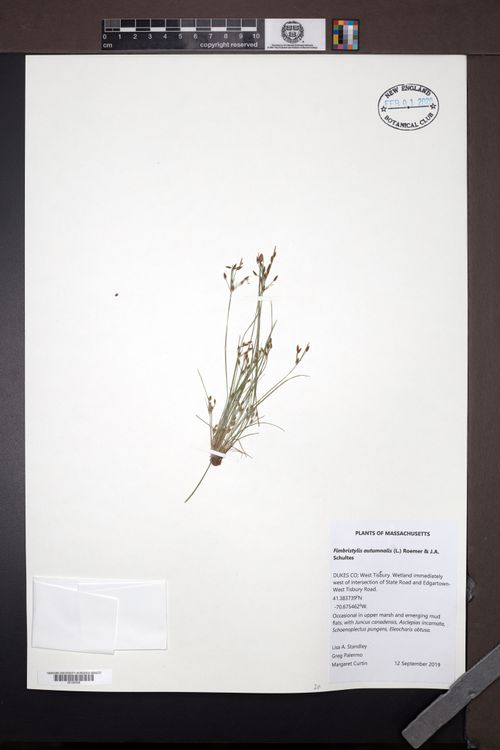 0 1 2 3 4 5 6 7 8 9 10
cm
copyright reserved
NEW ENGLAND
FEB 01 2020
BOTANICAL CLUB
PLANTS OF MASSACHUSETTS
Fimbristylis autumnalis (L.) Roemer & J.A.
Schultes
DUKES CO; West Tisbury. Wetland immediately
west of intersection of State Road and Edgartown-
West Tisbury Road.
41.383739°N
-70.675462°W.
Occasional in upper marsh and emerging mud
flats, with Juncus canadensis, Asclepias incarnata,
Schoenoplectus pungens, Eleocharis obtusa.
Lisa A. Standley
Greg Palermo
Margaret Curtin 12 September 2019
20